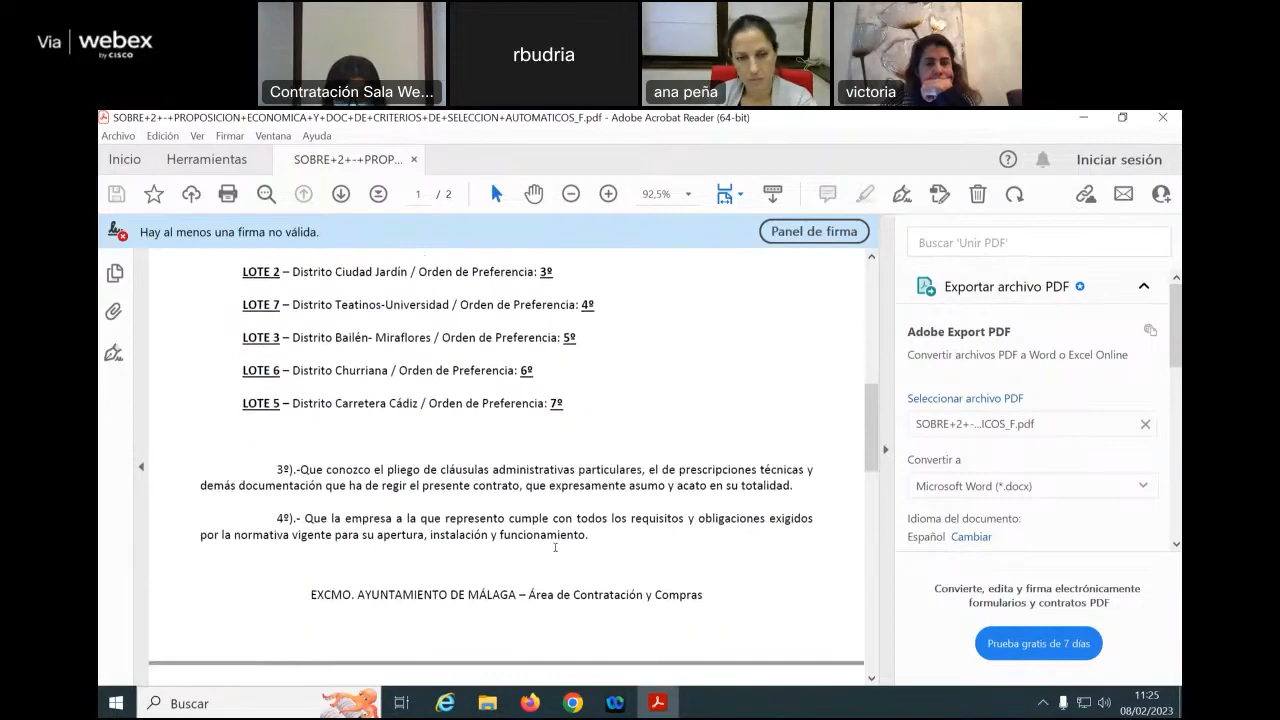 Via webex
by CISCO
rbudria
Contratación Sala We...
ana peña
victoria
SOBRE+2+-+PROPOSICION+ECONOMICA+Y+DOC+DE+CRITERIOS+DE+SELECCION+AUTOMATICOS_F.pdf - Adobe Acrobat Reader (64-bit)
Archivo Edición Ver Firmar Ventana Ayuda
Inicio Herramientas SOBRE+2+-+PROP... × Iniciar sesión
1 / 2 92,5%
Hay al menos una firma no válida. Panel de firma
LOTE 2 – Distrito Ciudad Jardín / Orden de Preferencia: 3º
LOTE 7 – Distrito Teatinos-Universidad / Orden de Preferencia: 4º
LOTE 3 – Distrito Bailén- Miraflores / Orden de Preferencia: 5º
LOTE 6 – Distrito Churriana / Orden de Preferencia: 6º
LOTE 5 – Distrito Carretera Cádiz / Orden de Preferencia: 7º
3º).-Que conozco el pliego de cláusulas administrativas particulares, el de prescripciones técnicas y
demás documentación que ha de regir el presente contrato, que expresamente asumo y acato en su totalidad.
4º).- Que la empresa a la que represento cumple con todos los requisitos y obligaciones exigidos
por la normativa vigente para su apertura, instalación y funcionamiento.
EXCMO. AYUNTAMIENTO DE MÁLAGA – Área de Contratación y Compras
Buscar 'Unir PDF'
Exportar archivo PDF
Adobe Export PDF
Convertir archivos PDF a Word o Excel Online
Seleccionar archivo PDF
SOBRE+2+-...ICOS_F.pdf
Convertir a
Microsoft Word (*.docx)
Idioma del documento:
Español Cambiar
Convierte, edita y firma electrónicamente
formularios y contratos PDF
Prueba gratis de 7 días
Buscar
11:25
08/02/2023